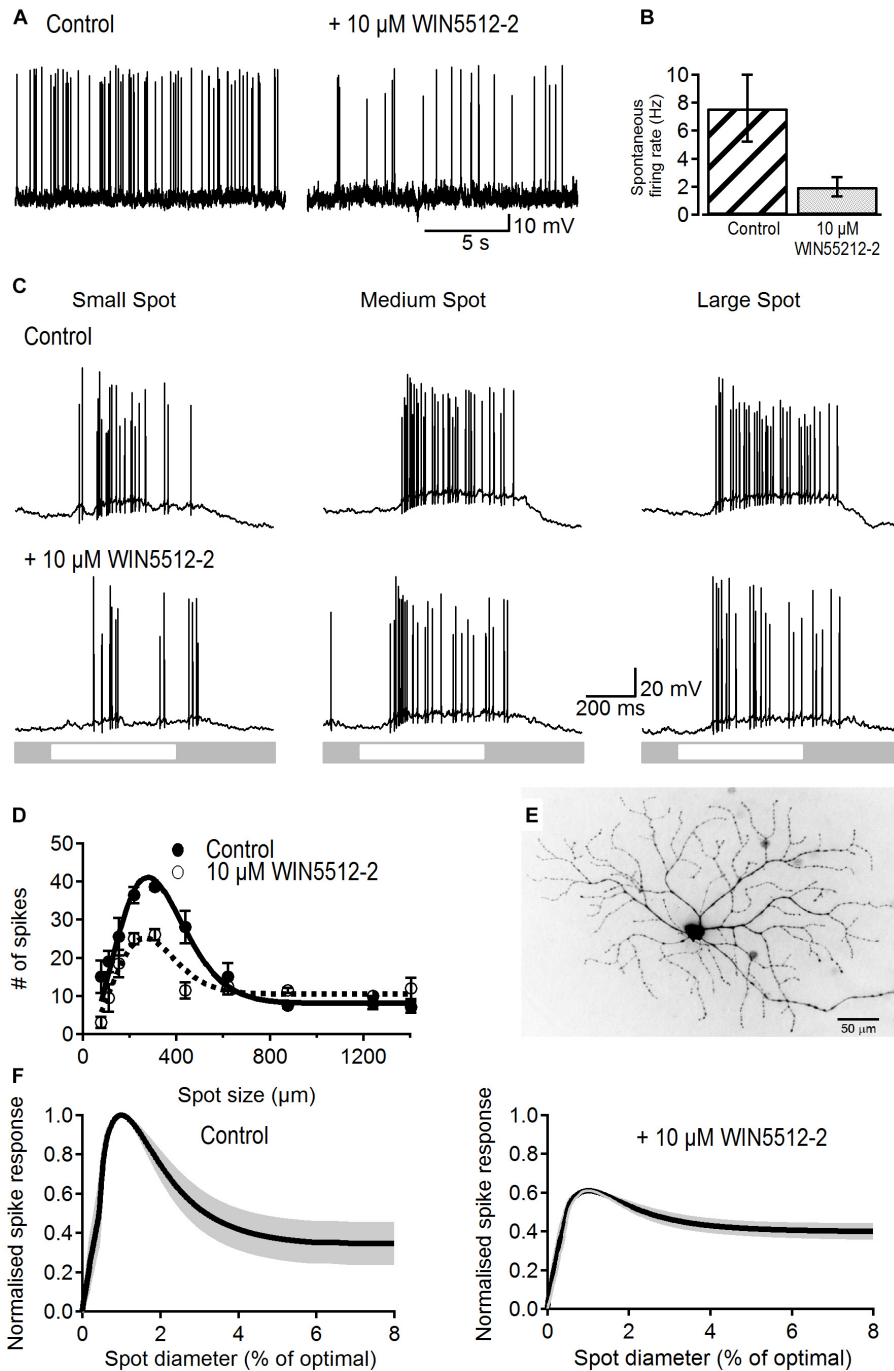 A
Control
+ 10 µM WIN5512-2
10 mV
5 s
B
Spontaneous
firing rate (Hz)
10
8
6
4
2
0
Control
10 µM
WIN55212-2
C
Small Spot
Medium Spot
Large Spot
Control
+ 10 µM WIN5512-2
20 mV
200 ms
D
# of spikes
50
40
30
20
10
0
Control
10 µM WIN5512-2
0
400
800
1200
Spot size (µm)
E
50 µm
F
Normalised spike response
1.0
0.8
0.6
0.4
0.2
0.0
Control
0
2
4
6
8
Spot diameter (% of optimal)
Normalised spike response
1.0
0.8
0.6
0.4
0.2
0.0
+ 10 µM WIN5512-2
0
2
4
6
8
Spot diameter (% of optimal)